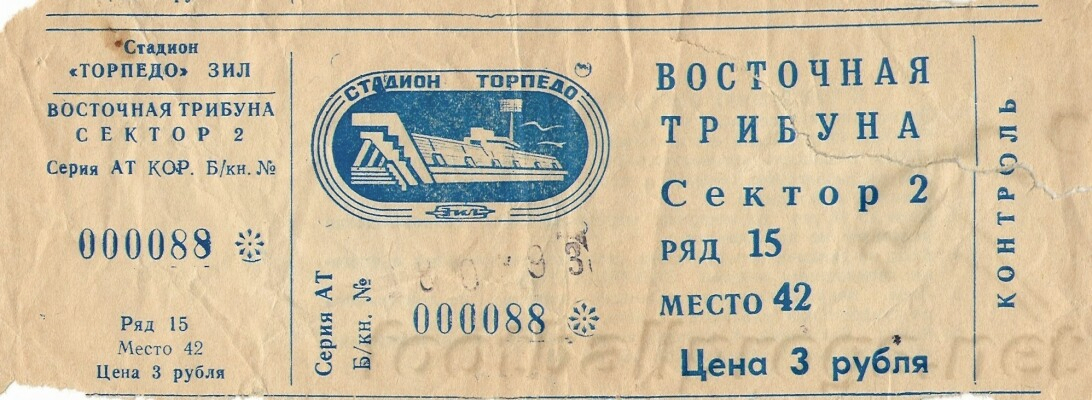 Стадион
«ТОРПЕДО» ЗИЛ
ВОСТОЧНАЯ ТРИБУНА
СЕКТОР 2
Серия АТ КОР. Б/кн. №
000088
Ряд 15
Место 42
Цена 3 рубля
СТАДИОН ТОРПЕДО
ЗИЛ
Серия АТ
Б/кн. №
000088
ВОСТОЧНАЯ
ТРИБУНА
Сектор 2
РЯД 15
МЕСТО 42
Цена 3 рубля
КОНТРОЛЬ